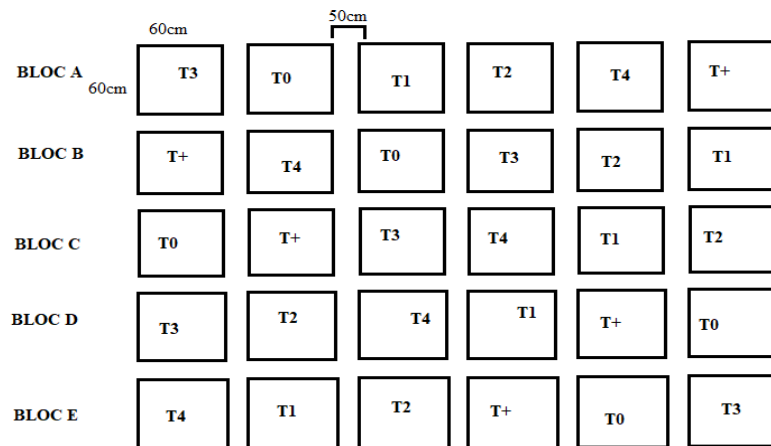 50cm
60cm
BLOC A 60cm T3 T0 T1 T2 T4 T+
BLOC B T+ T4 T0 T3 T2 T1
BLOC C T0 T+ T3 T4 T1 T2
BLOC D T3 T2 T4 T1 T+ T0
BLOC E T4 T1 T2 T+ T0 T3